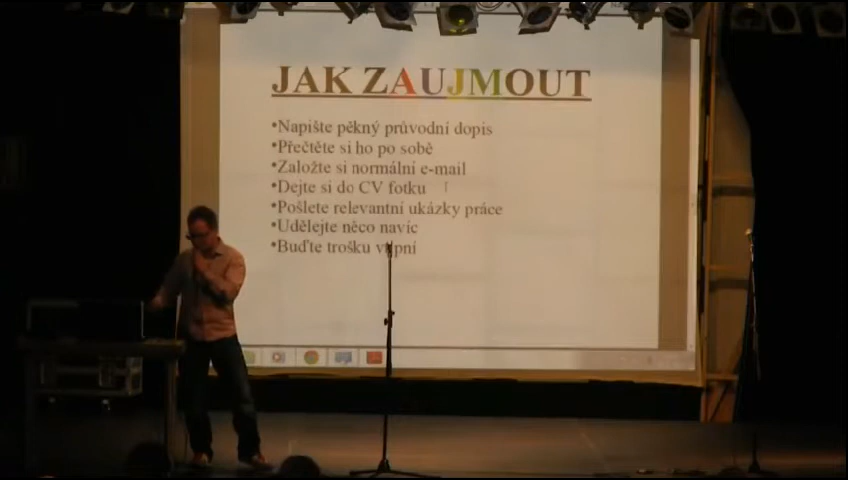 JAK ZAUJMOUT
•Napište pěkný průvodní dopis
•Přečtěte si ho po sobě
•Založte si normální e-mail
•Dejte si do CV fotku
•Pošlete relevantní ukázky práce
•Udělejte něco navíc
•Buďte trošku